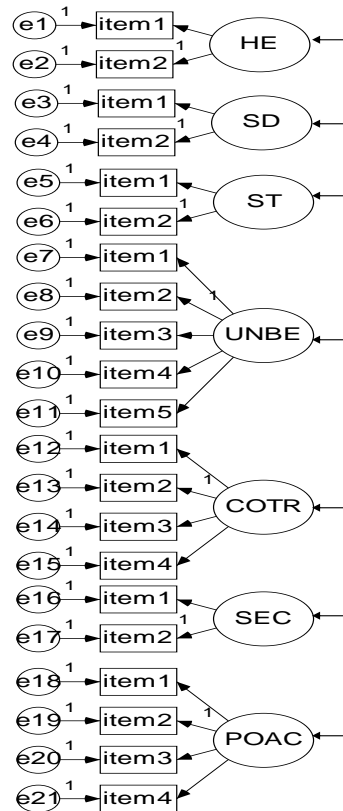 e1 1 item1
HE
e2 1 item2 1
e3 1 item1
SD
e4 1 item2 1
e5 1 item1
ST
e6 1 item2 1
e7 1 item1
e8 1 item2 1
e9 1 item3 UNBE
e10 1 item4
e11 1 item5
e12 1 item1
e13 1 item2 1
COTR
e14 1 item3
e15 1 item4
e16 1 item1
SEC
e17 1 item2 1
e18 1 item1
e19 1 item2 1
POAC
e20 1 item3
e21 1 item4